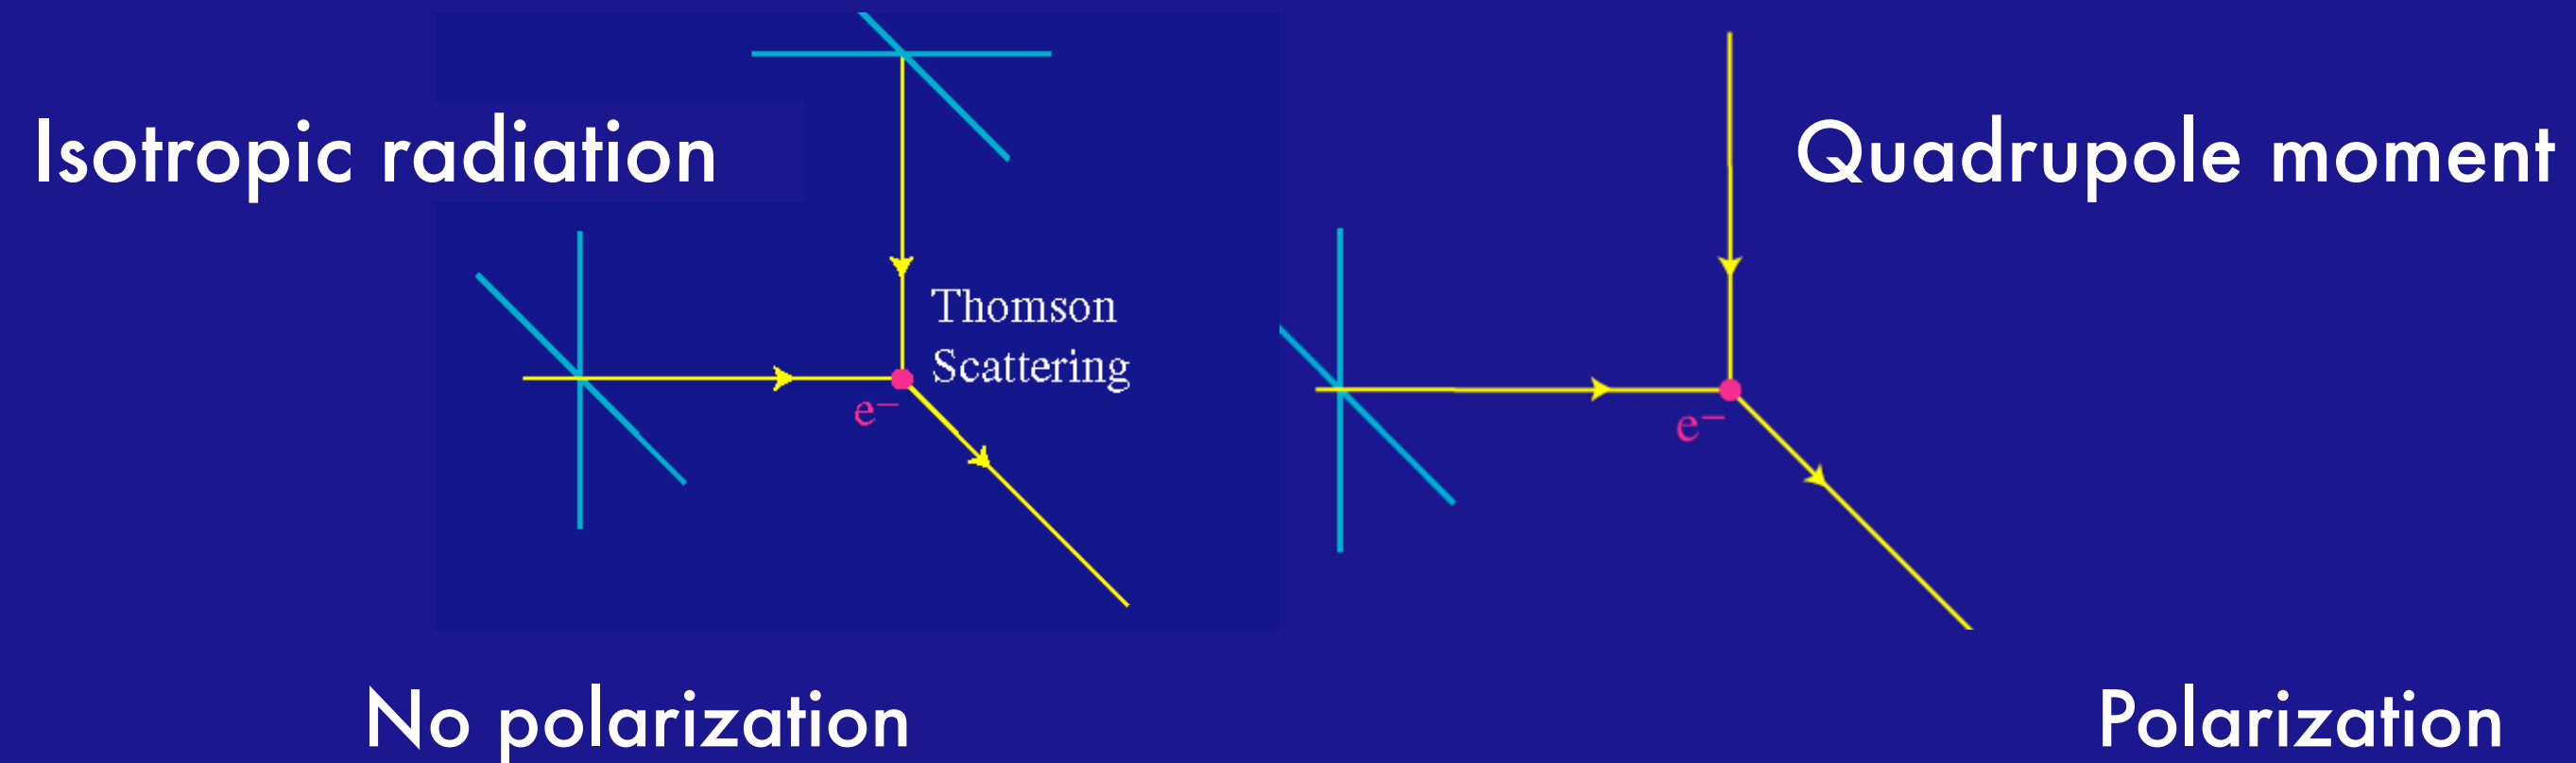 Isotropic radiation
Quadrupole moment
Thomson
Scattering
e−
e−
No polarization
Polarization